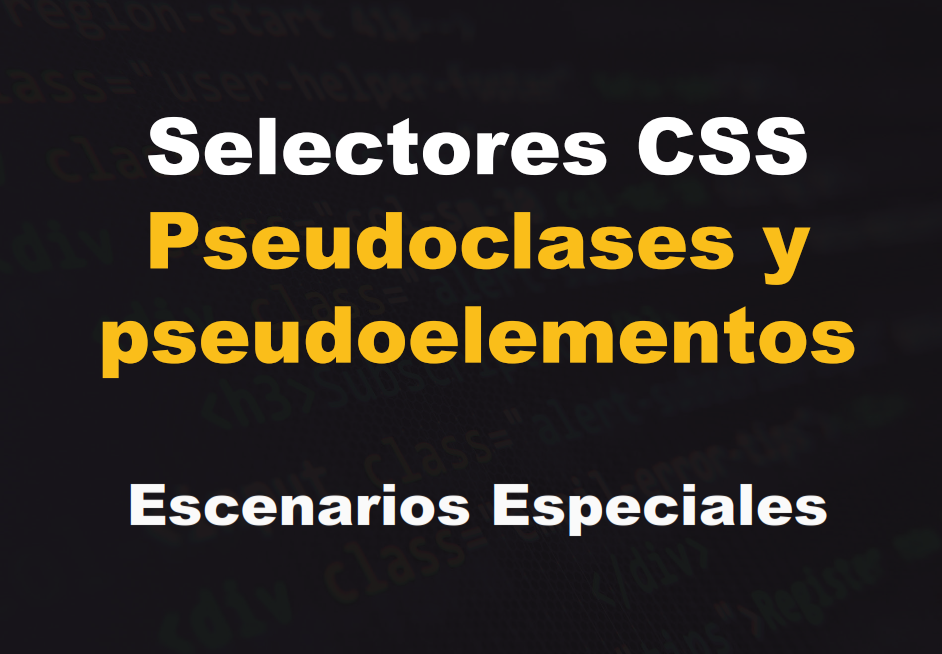 Selectores CSS
Pseudoclases y
pseudoelementos
Escenarios Especiales